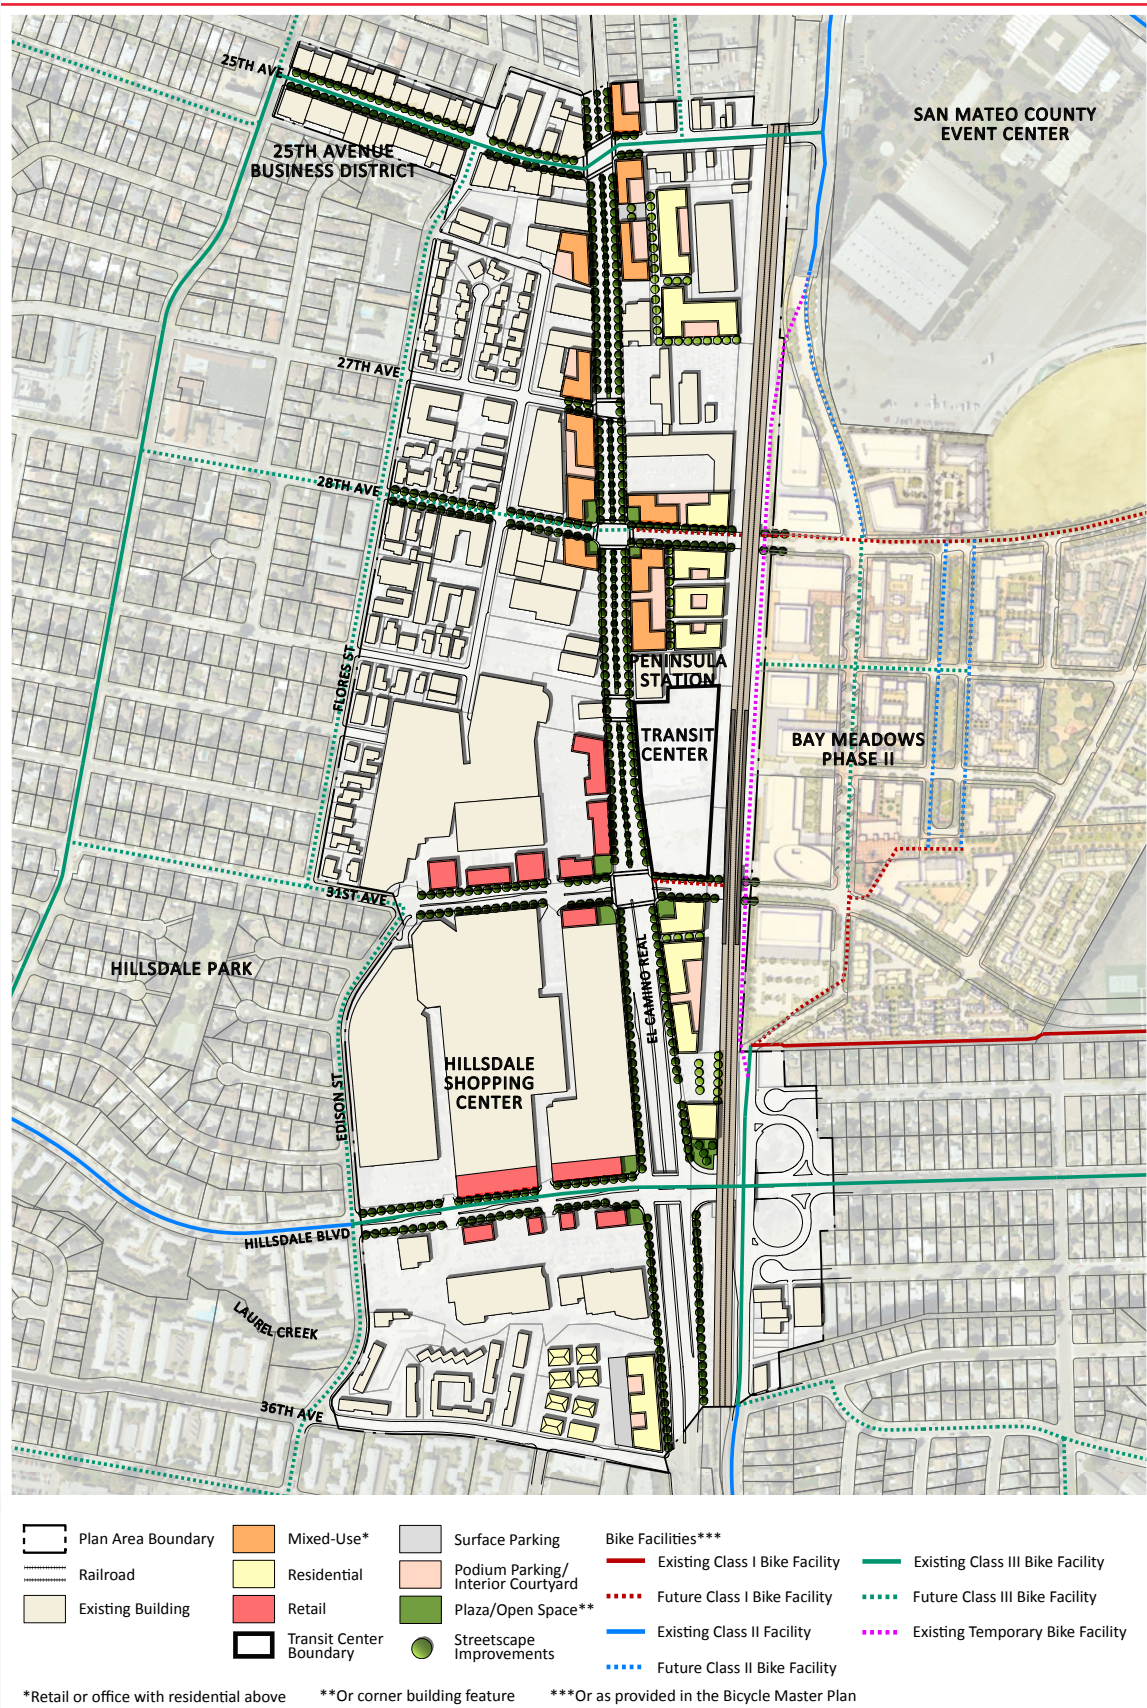 25TH AVE
SAN MATEO COUNTY
EVENT CENTER
25TH AVENUE
BUSINESS DISTRICT
27TH AVE
28TH AVE
FLORES ST
PENINSULA
STATION
TRANSIT
CENTER
BAY MEADOWS
PHASE II
31ST AVE
HILLSDALE PARK
EL CAMINO REAL
HILLSDALE
SHOPPING
CENTER
EDISON ST
HILLSDALE BLVD
LAUREL CREEK
36TH AVE
Plan Area Boundary
Railroad
Existing Building
Mixed-Use*
Residential
Retail
Transit Center
Boundary
Surface Parking
Podium Parking/
Interior Courtyard
Plaza/Open Space**
Streetscape
Improvements
Bike Facilities***
Existing Class I Bike Facility
Future Class I Bike Facility
Existing Class II Facility
Future Class II Bike Facility
Existing Class III Bike Facility
Future Class III Bike Facility
Existing Temporary Bike Facility
*Retail or office with residential above
**Or corner building feature
***Or as provided in the Bicycle Master Plan